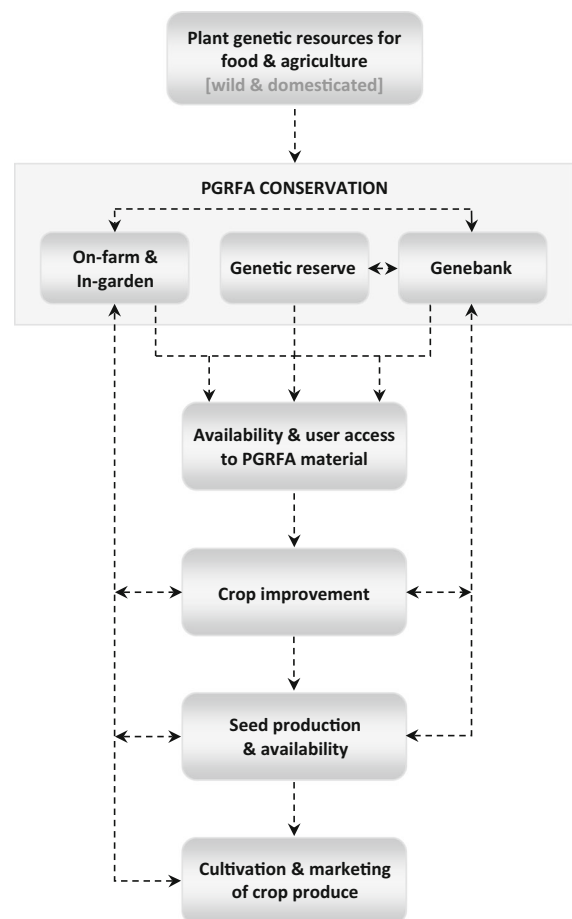 Plant genetic resources for
food & agriculture
[wild & domesticated]
PGRFA CONSERVATION
On-farm &
In-garden
Genetic reserve
Genebank
Availability & user access
to PGRFA material
Crop improvement
Seed production
& availability
Cultivation & marketing
of crop produce